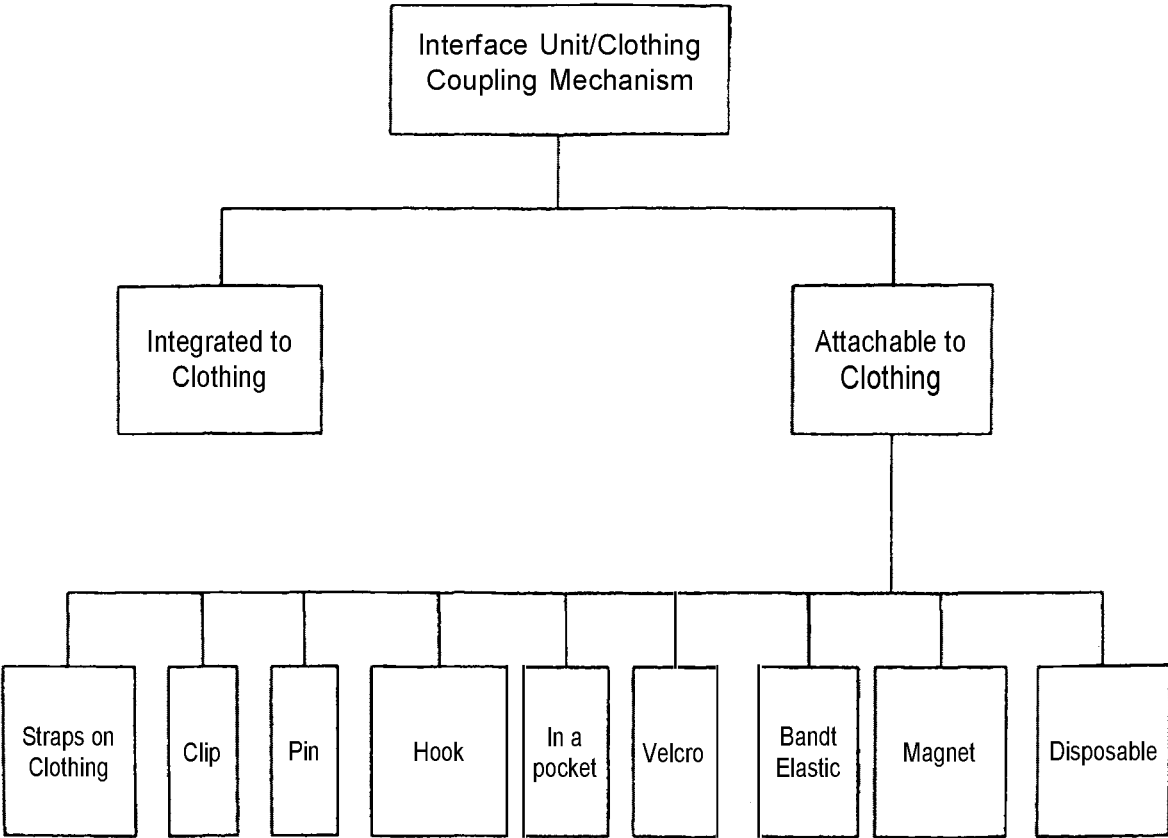 Interface Unit/Clothing
Coupling Mechanism
Integrated to
Clothing
Attachable to
Clothing
Straps on
Clothing
Clip
Pin
Hook
In a
pocket
Velcro
Bandt
Elastic
Magnet
Disposable